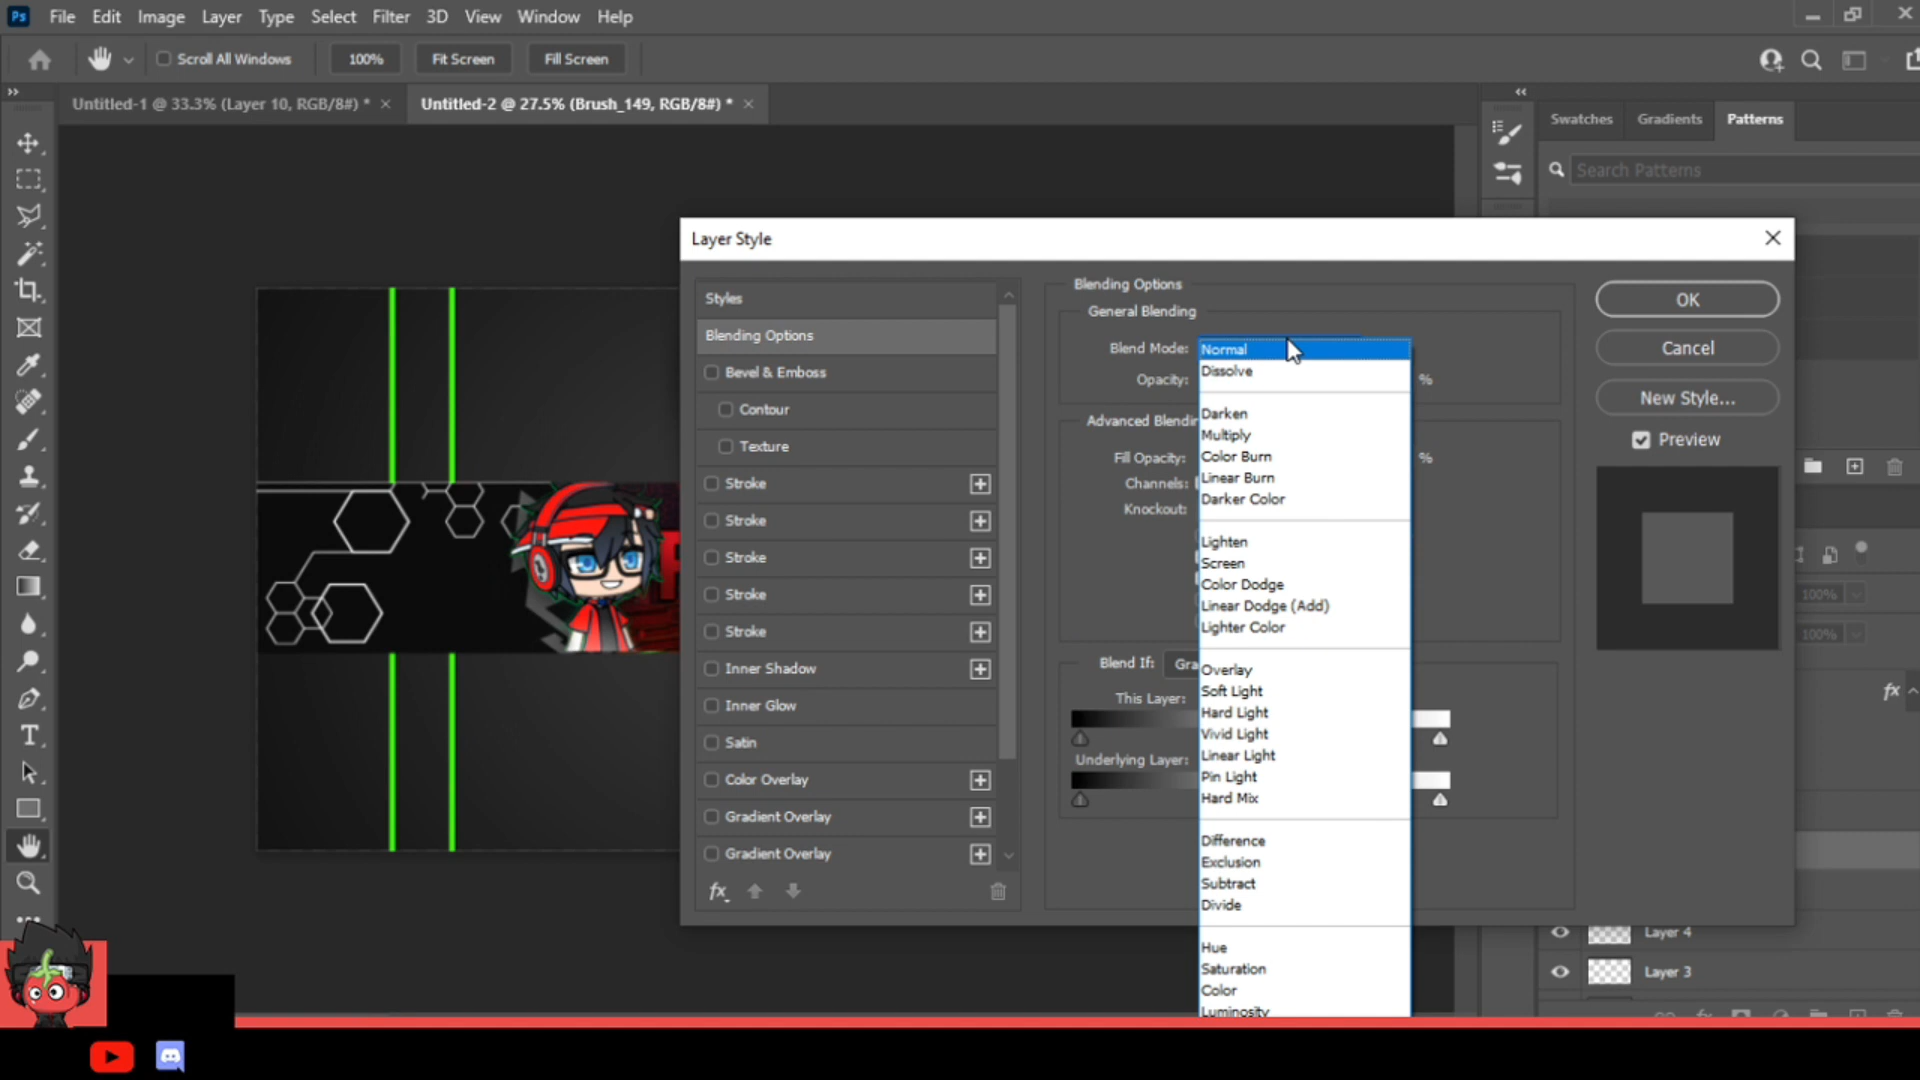 Ps File Edit Image Layer Type Select Filter 3D View Window Help
Scroll All Windows 100% Fit Screen Fill Screen
Untitled-1 @ 33.3% (Layer 10, RGB/8#) * × Untitled-2 @ 27.5% (Brush_149, RGB/8#) * ×
Swatches Gradients Patterns
Search Patterns
Layer Style
Styles
Blending Options
Bevel & Emboss
Contour
Texture
Stroke
Stroke
Stroke
Stroke
Stroke
Inner Shadow
Inner Glow
Satin
Color Overlay
Gradient Overlay
Gradient Overlay
fx
Blending Options
General Blending
Blend Mode:
Opacity: %
Fill Opacity: %
Channels:
Knockout:
Blend If:
This Layer:
Underlying Layer:
Normal
Dissolve
Darken
Multiply
Color Burn
Linear Burn
Darker Color
Lighten
Screen
Color Dodge
Linear Dodge (Add)
Lighter Color
Overlay
Soft Light
Hard Light
Vivid Light
Linear Light
Pin Light
Hard Mix
Difference
Exclusion
Subtract
Divide
Hue
Saturation
Color
Luminosity
OK
Cancel
New Style...
Preview
100%
100%
fx
Layer 4
Layer 3